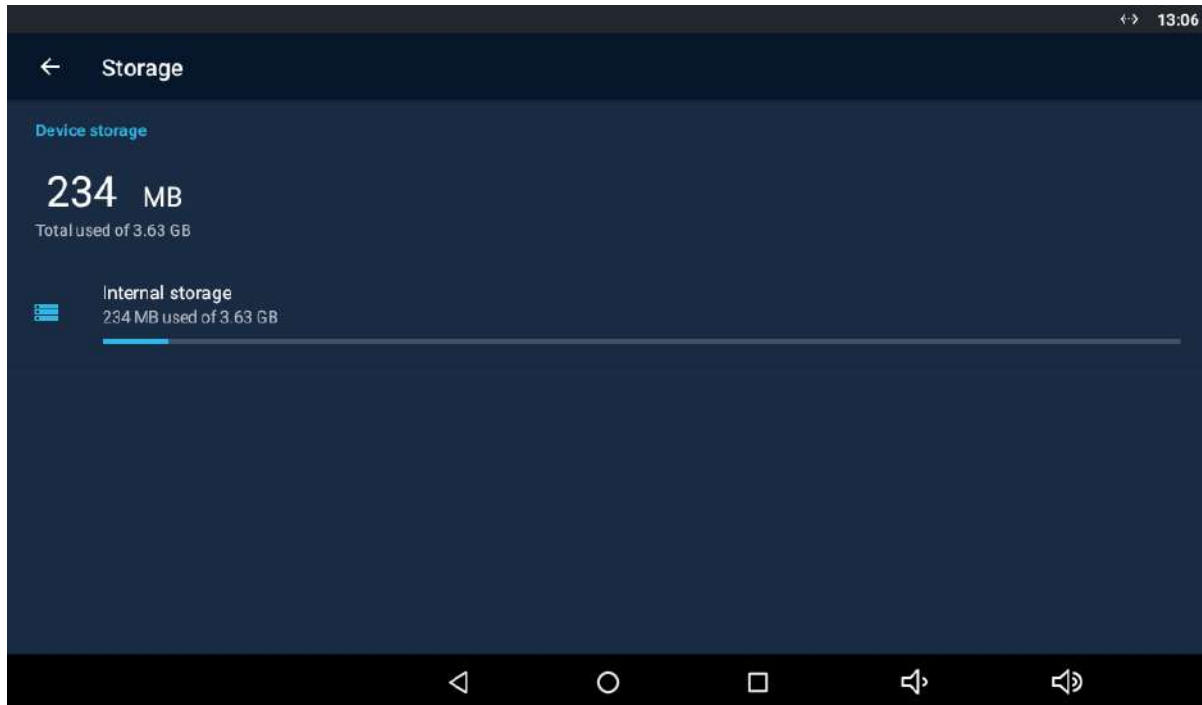 13:06
Storage
Device storage
234 MB
Total used of 3.63 GB
Internal storage
234 MB used of 3.63 GB